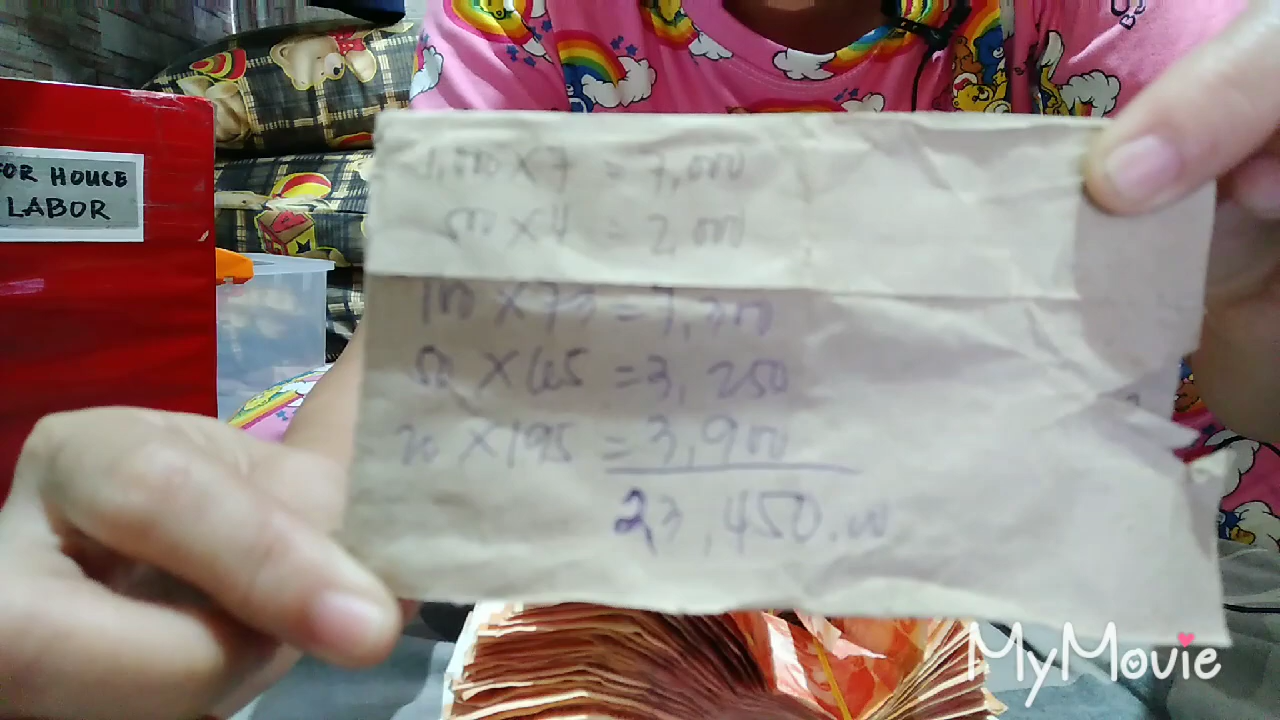 FOR HOUCE
LABOR
1,000 X 7 = 7,000
500 X 4 = 2,000
100 X 73 = 7,300
50 X 65 = 3,250
20 X 195 = 3,900
23,450.00
MyMovie